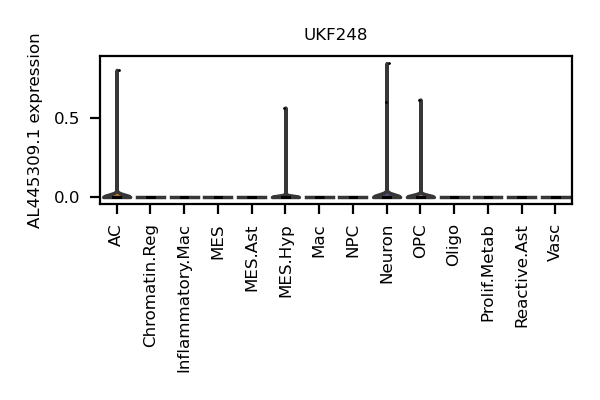 UKF248
AL445309.1 expression
0.5
0.0
AC
Chromatin.Reg
Inflammatory.Mac
MES
MES.Ast
MES.Hyp
Mac
NPC
Neuron
OPC
Oligo
Prolif.Metab
Reactive.Ast
Vasc